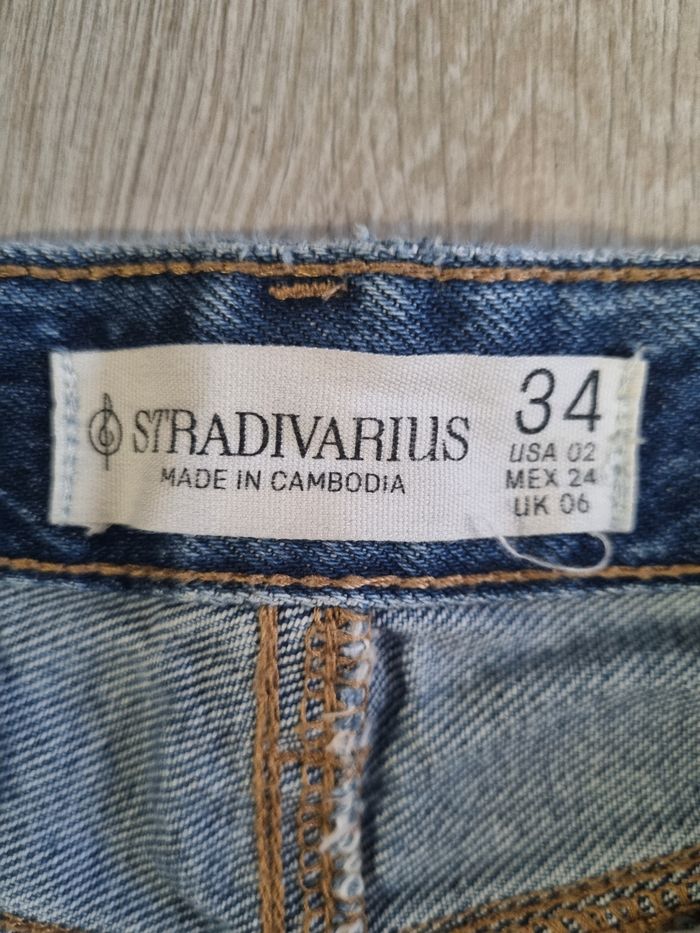 STRADIVARIUS
MADE IN CAMBODIA
34
USA 02
MEX 24
UK 06